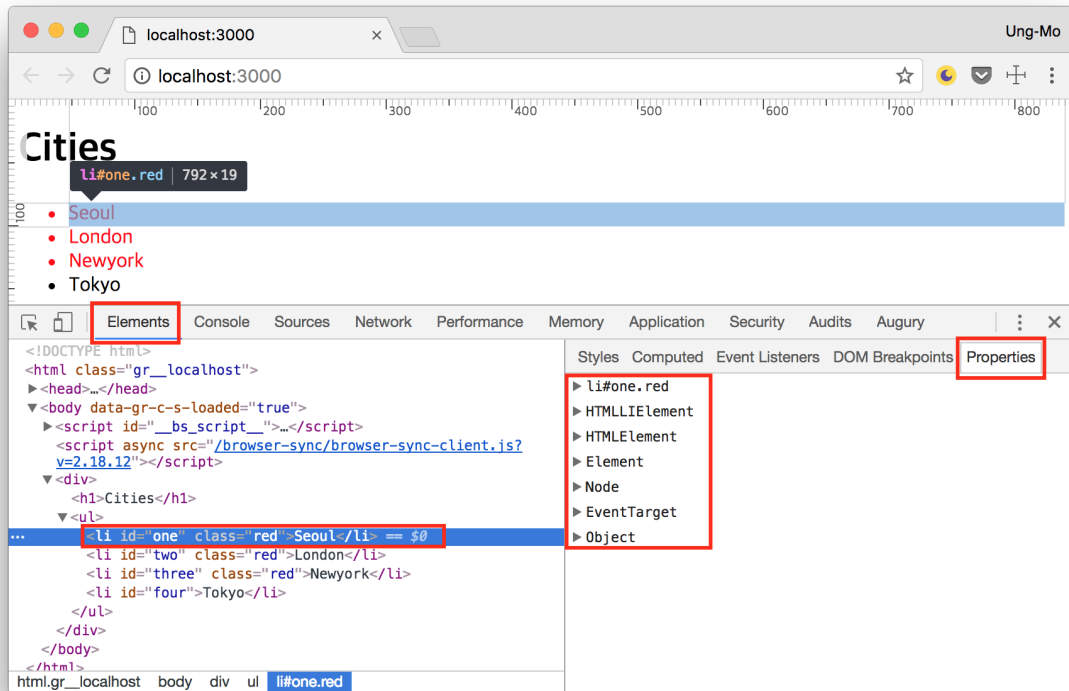 localhost:3000
Ung-Mo
localhost:3000
100 200 300 400 500 600 700 800
Cities
li#one.red 792×19
100
Seoul
London
Newyork
Tokyo
Elements Console Sources Network Performance Memory Application Security Audits Augury
<!DOCTYPE html>
<html class="gr__localhost">
<head>…</head>
<body data-gr-c-s-loaded="true">
<script id="__bs_script__">…</script>
<script async src="/browser-sync/browser-sync-client.js?
v=2.18.12"></script>
<div>
<h1>Cities</h1>
<ul>
<li id="one" class="red">Seoul</li> == $0
<li id="two" class="red">London</li>
<li id="three" class="red">Newyork</li>
<li id="four">Tokyo</li>
</ul>
</div>
</body>
</html>
html.gr__localhost body div ul li#one.red
Styles Computed Event Listeners DOM Breakpoints Properties
li#one.red
HTMLLIElement
HTMLElement
Element
Node
EventTarget
Object